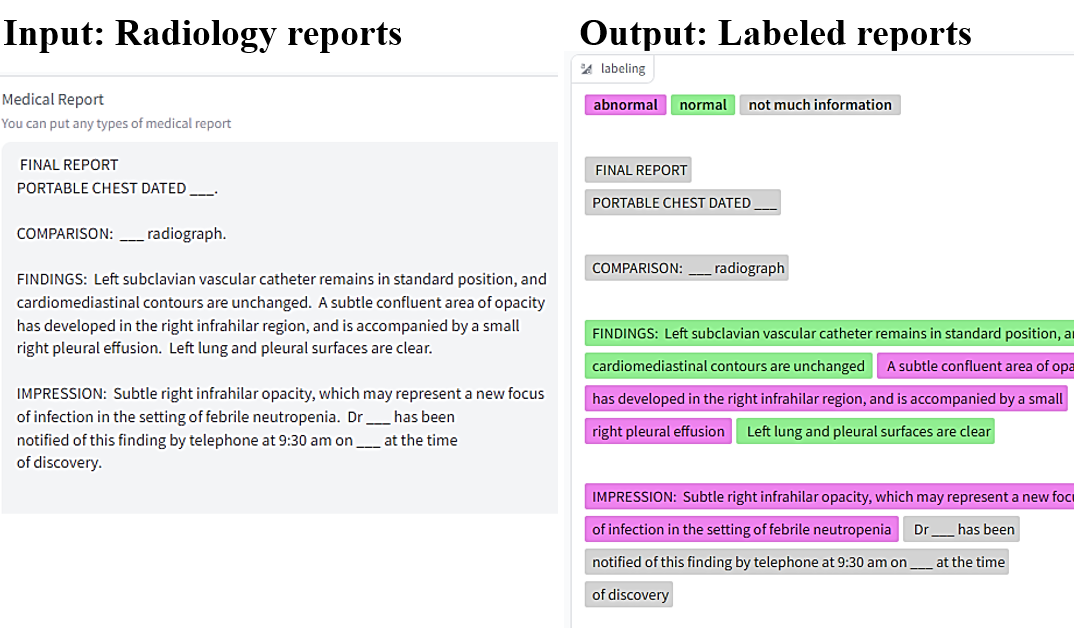 Input: Radiology reports
Medical Report
You can put any types of medical report
FINAL REPORT
PORTABLE CHEST DATED ___.
COMPARISON: ___ radiograph.
FINDINGS: Left subclavian vascular catheter remains in standard position, and
cardiomediastinal contours are unchanged. A subtle confluent area of opacity
has developed in the right infrahilar region, and is accompanied by a small
right pleural effusion. Left lung and pleural surfaces are clear.
IMPRESSION: Subtle right infrahilar opacity, which may represent a new focus
of infection in the setting of febrile neutropenia. Dr ___ has been
notified of this finding by telephone at 9:30 am on ___ at the time
of discovery.
Output: Labeled reports
labeling
abnormal normal not much information
FINAL REPORT
PORTABLE CHEST DATED ___
COMPARISON: ___ radiograph
FINDINGS: Left subclavian vascular catheter remains in standard position,
cardiomediastinal contours are unchanged A subtle confluent area of
has developed in the right infrahilar region, and is accompanied by a small
right pleural effusion Left lung and pleural surfaces are clear
IMPRESSION: Subtle right infrahilar opacity, which may represent a new
of infection in the setting of febrile neutropenia Dr ___ has been
notified of this finding by telephone at 9:30 am on ___ at the time
of discovery